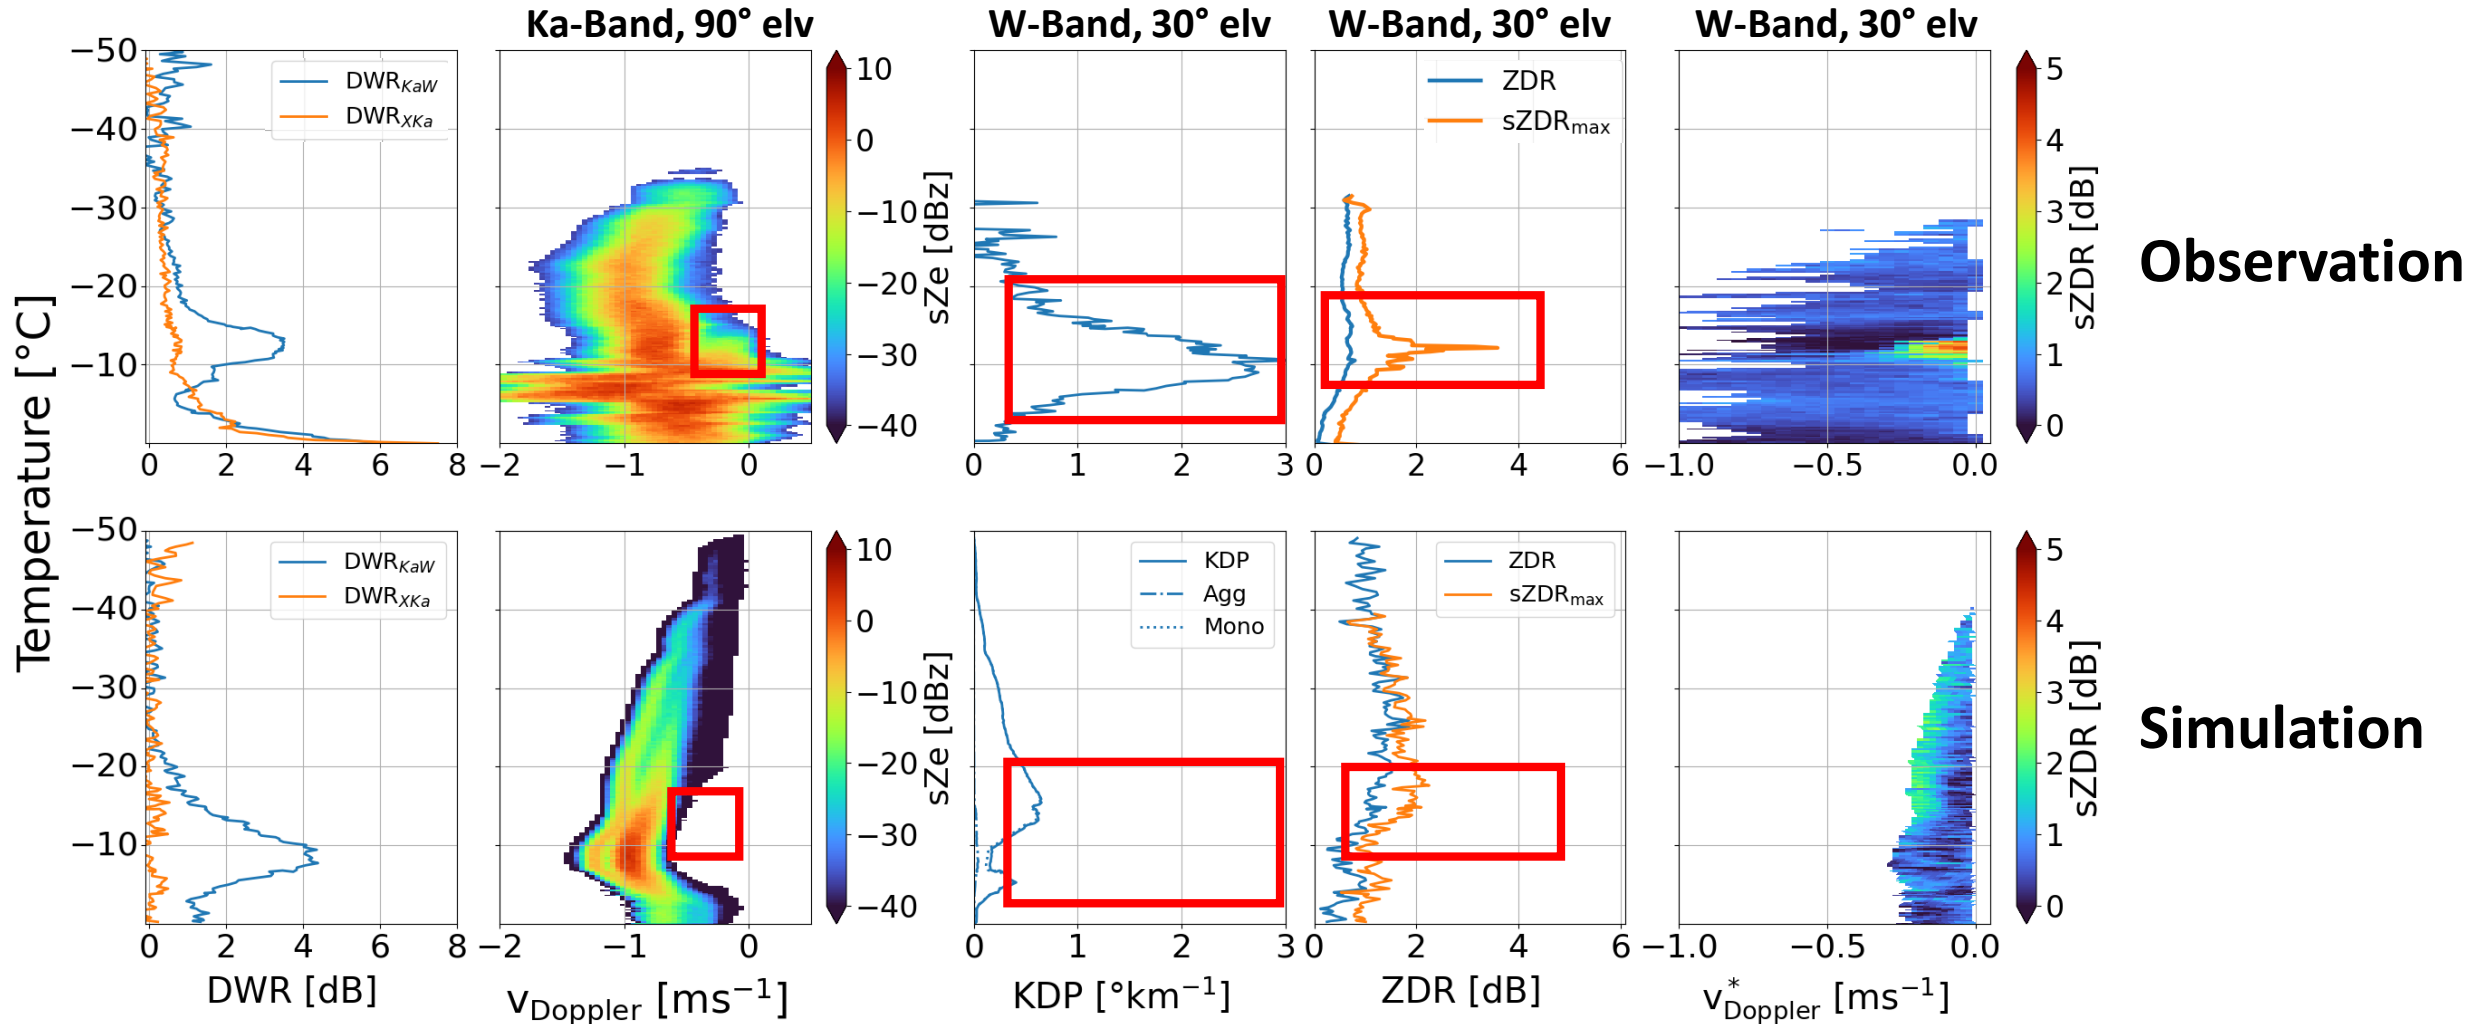 Ka-Band, 90° elv
W-Band, 30° elv
W-Band, 30° elv
W-Band, 30° elv
−50
−40
−30
−20
−10
DWR_KaW
DWR_XKa
0 2 4 6 8
−2 −1 0
10
0
−10
−20
−30
−40
sZe [dBz]
0 1 2 3
ZDR
sZDR_max
0 2 4 6
−1.0 −0.5 0.0
5
4
3
2
1
0
sZDR [dB]
Observation
Temperature [°C]
−50
−40
−30
−20
−10
DWR_KaW
DWR_XKa
0 2 4 6 8
DWR [dB]
−2 −1 0
v_Doppler [ms⁻¹]
10
0
−10
−20
−30
−40
sZe [dBz]
KDP
Agg
Mono
0 1 2 3
KDP [°km⁻¹]
ZDR
sZDR_max
0 2 4 6
ZDR [dB]
−1.0 −0.5 0.0
v*_Doppler [ms⁻¹]
5
4
3
2
1
0
sZDR [dB]
Simulation